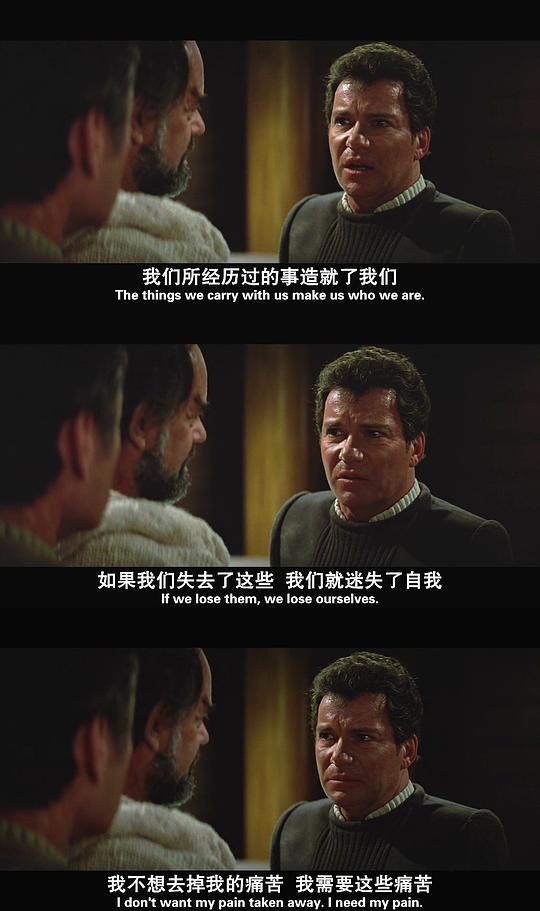 我们所经历过的事造就了我们
The things we carry with us make us who we are.
如果我们失去了这些 我们就迷失了自我
If we lose them, we lose ourselves.
我不想去掉我的痛苦 我需要这些痛苦
I don't want my pain taken away. I need my pain.